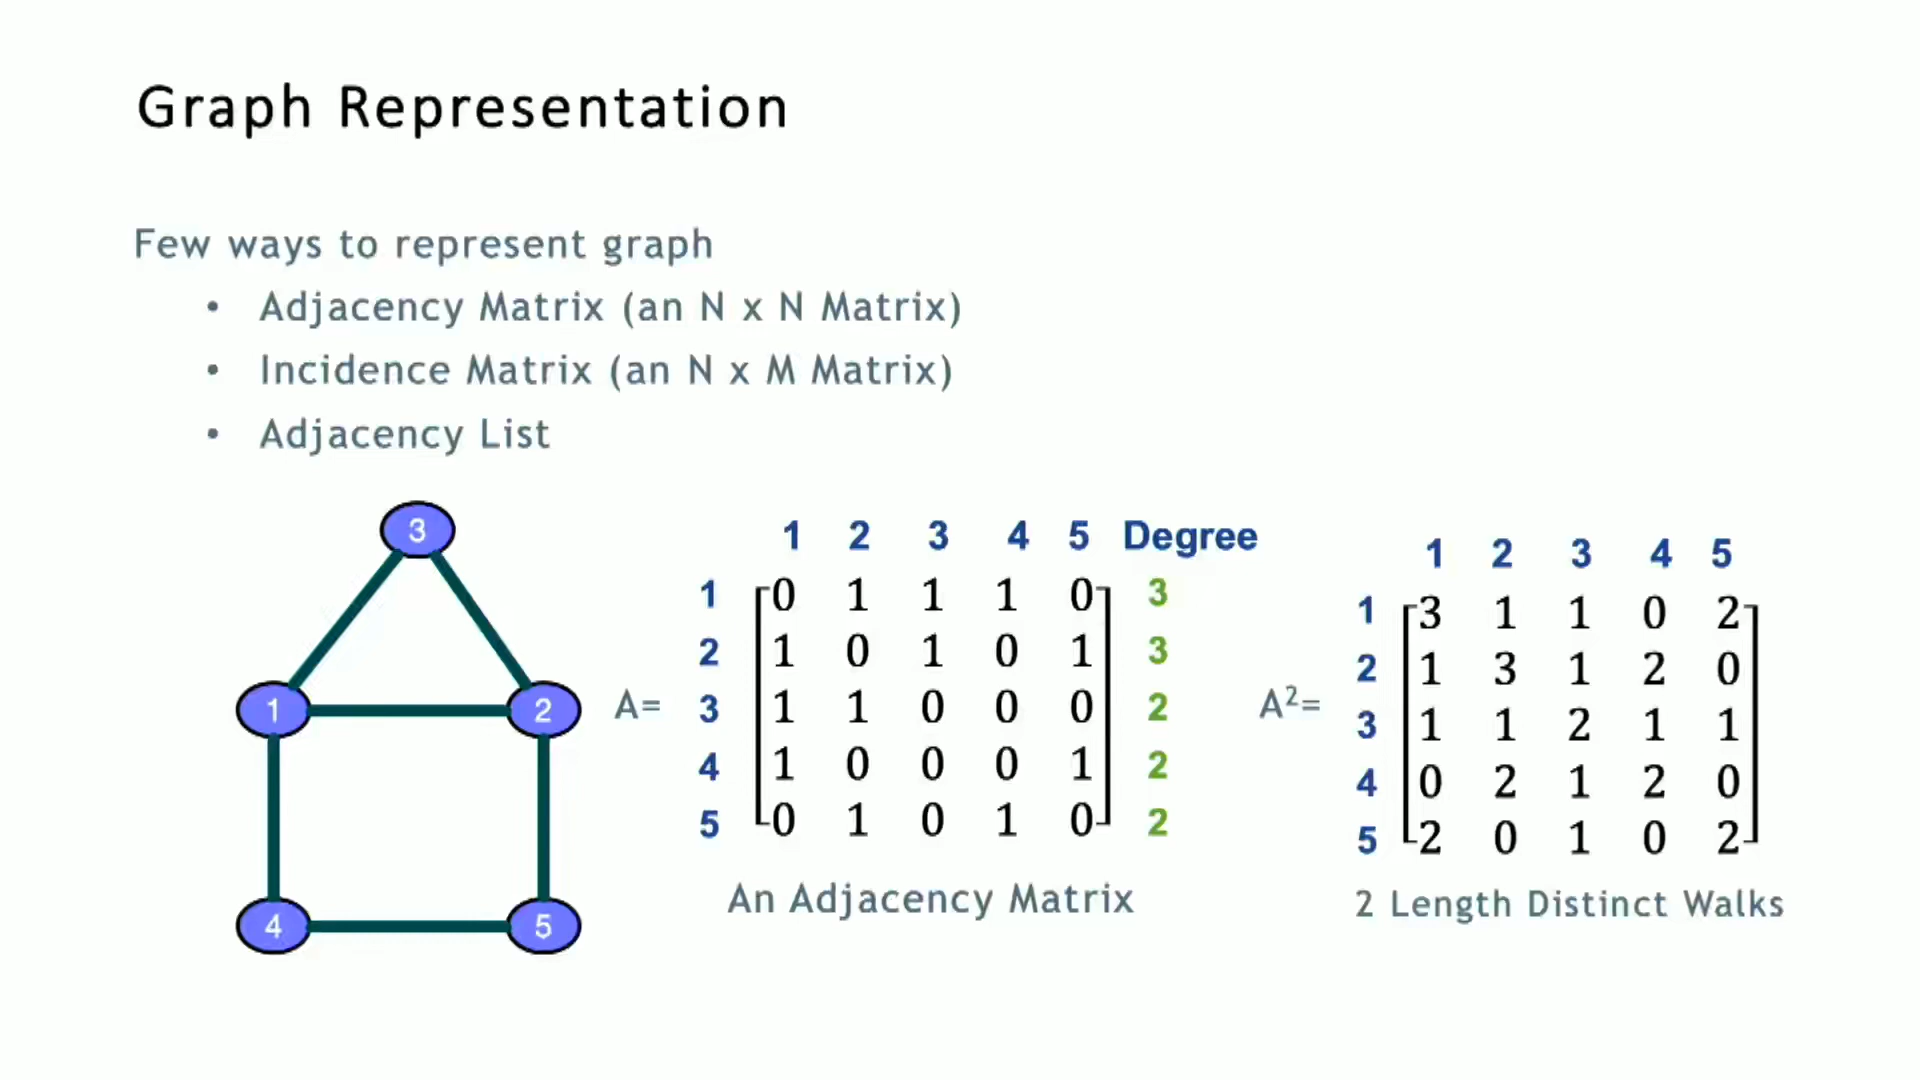 Graph Representation
Few ways to represent graph
• Adjacency Matrix (an N x N Matrix)
• Incidence Matrix (an N x M Matrix)
• Adjacency List
3
1 2
4 5
1 2 3 4 5 Degree
1 0 1 1 1 0 3
2 1 0 1 0 1 3
A= 3 1 1 0 0 0 2
4 1 0 0 0 1 2
5 0 1 0 1 0 2
An Adjacency Matrix
1 2 3 4 5
1 3 1 1 0 2
2 1 3 1 2 0
A²= 3 1 1 2 1 1
4 0 2 1 2 0
5 2 0 1 0 2
2 Length Distinct Walks